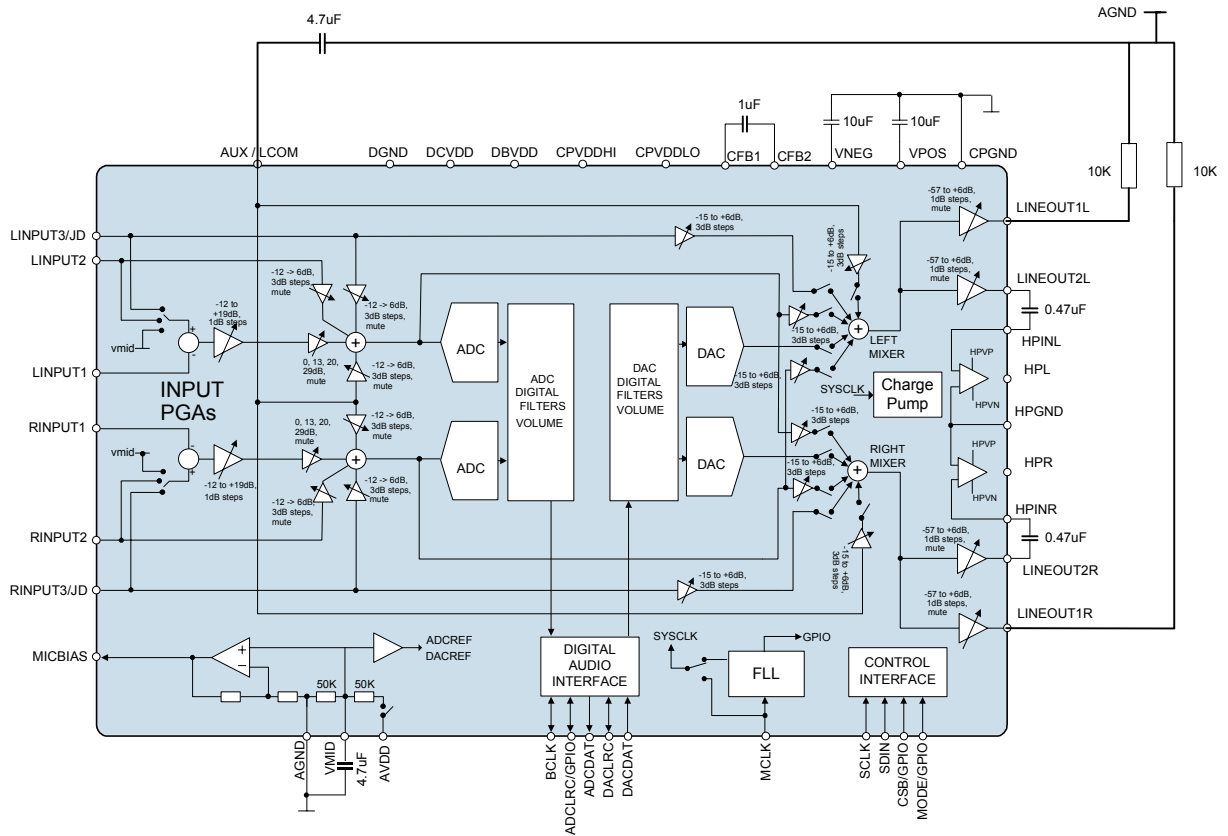 AGND
4.7uF
1uF
10uF
10uF
10K
10K
AUX / LCOM
DGND
DCVDD
DBVDD
CPVDDHI
CPVDDLO
CFB1
CFB2
VNEG
VPOS
CPGND
LINPUT3/JD
LINPUT2
LINPUT1
RINPUT1
RINPUT2
RINPUT3/JD
MICBIAS
vmid
vmid
INPUT
PGAs
+
-
-
+
-12 to
+19dB,
1dB steps
-12 to +19dB,
1dB steps
-12 -> 6dB,
3dB steps
mute
-12 -> 6dB,
3dB steps,
mute
0, 13, 20,
29dB,
mute
-12 -> 6dB,
3dB steps,
mute
0, 13, 20,
29dB,
mute
-12 -> 6dB,
3dB steps,
mute
-12 -> 6dB,
3dB steps,
mute
-12 -> 6dB,
3dB steps,
mute
ADC
ADC
ADC
DIGITAL
FILTERS
VOLUME
DAC
DIGITAL
FILTERS
VOLUME
DAC
DAC
-15 to +6dB,
3dB steps
-15 to +6dB,
3dB steps
-15 to +6dB,
3dB steps
-15 to +6dB,
3dB steps
-15 to +6dB,
3dB steps
-15 to +6dB,
3dB steps
-15 to +6dB,
3dB steps
-15 to +6dB,
3dB steps
LEFT
MIXER
RIGHT
MIXER
SYSCLK
Charge
Pump
-57 to +6dB,
1dB steps,
mute
-57 to +6dB,
1dB steps,
mute
-57 to +6dB,
1dB steps,
mute
-57 to +6dB,
1dB steps,
mute
HPVP
HPVN
HPVP
HPVN
LINEOUT1L
LINEOUT2L
0.47uF
HPINL
HPL
HPGND
HPR
HPINR
0.47uF
LINEOUT2R
LINEOUT1R
+
-
ADCREF
DACREF
50K
50K
DIGITAL
AUDIO
INTERFACE
SYSCLK
GPIO
FLL
CONTROL
INTERFACE
AGND
VMID
4.7uF
AVDD
BCLK
ADCLRC/GPIO
ADCDAT
DACLRC
DACDAT
MCLK
SCLK
SDIN
CSB/GPIO
MODE/GPIO